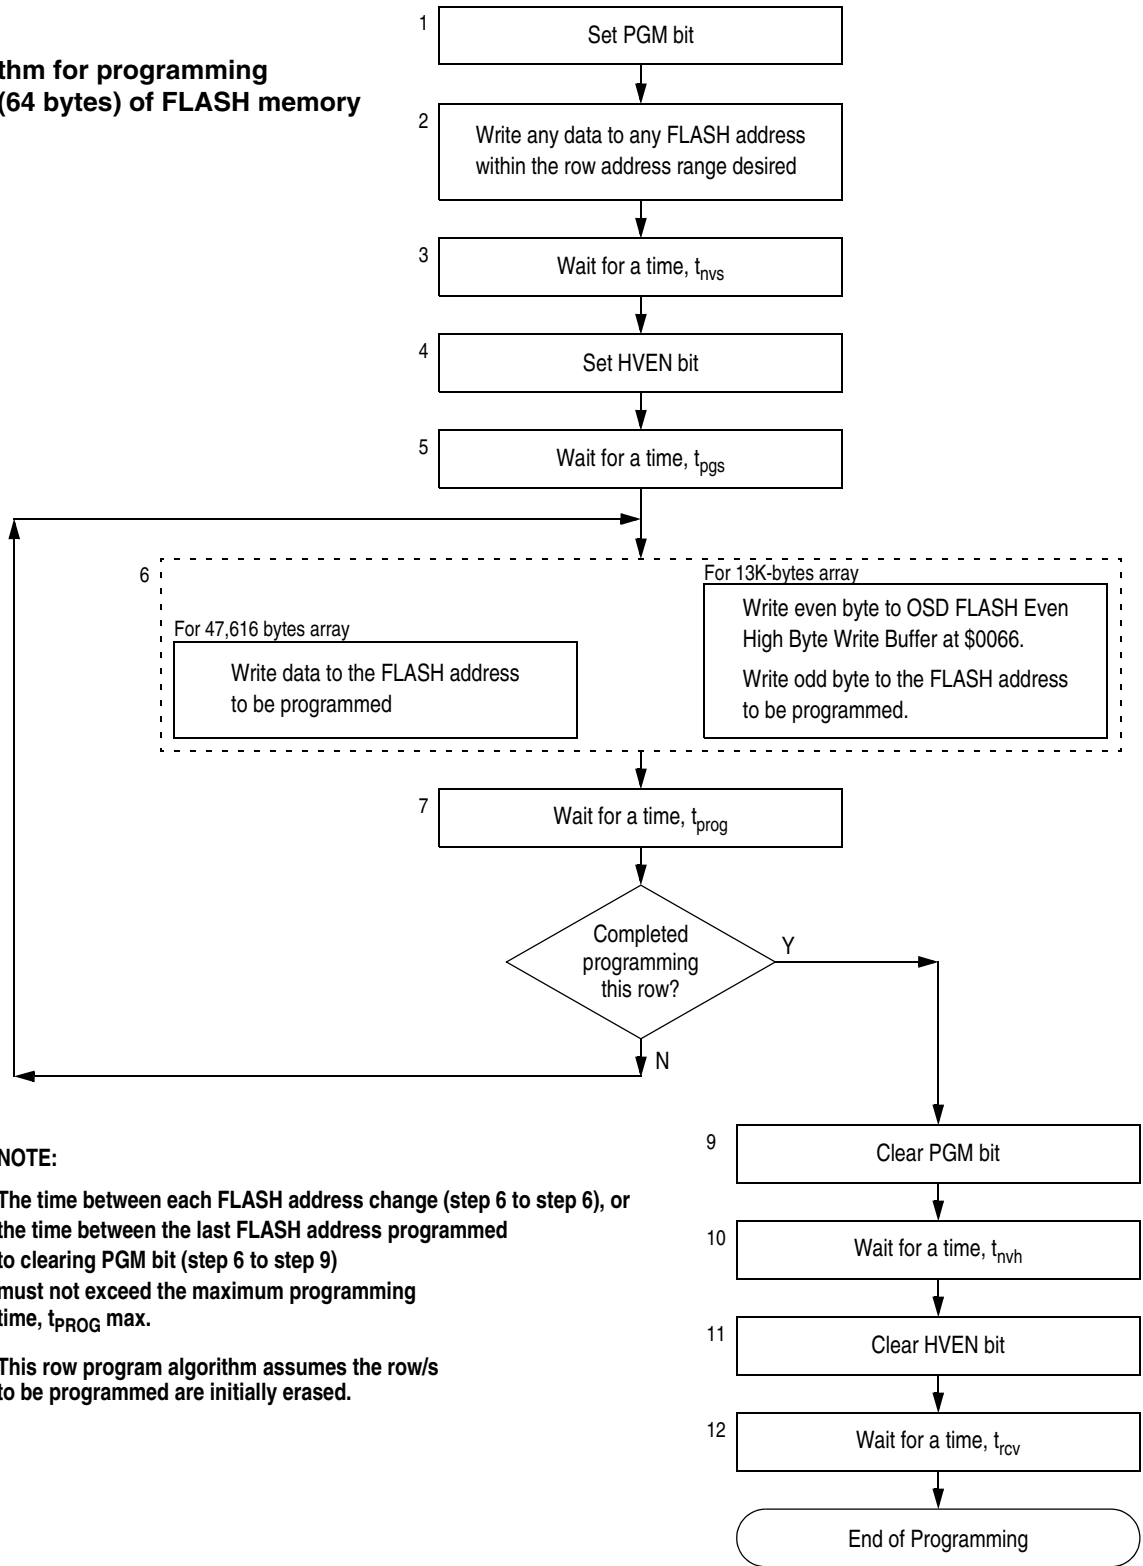 1
Set PGM bit
thm for programming
(64 bytes) of FLASH memory
2
Write any data to any FLASH address
within the row address range desired
3
Wait for a time, tnvs
4
Set HVEN bit
5
Wait for a time, tpgs
6
For 13K-bytes array
Write even byte to OSD FLASH Even
High Byte Write Buffer at $0066.
Write odd byte to the FLASH address
to be programmed.
For 47,616 bytes array
Write data to the FLASH address
to be programmed
7
Wait for a time, tprog
Completed
programming
this row?
Y
N
NOTE:
The time between each FLASH address change (step 6 to step 6), or
the time between the last FLASH address programmed
to clearing PGM bit (step 6 to step 9)
must not exceed the maximum programming
time, tPROG max.
This row program algorithm assumes the row/s
to be programmed are initially erased.
9
Clear PGM bit
10
Wait for a time, tnvh
11
Clear HVEN bit
12
Wait for a time, trcv
End of Programming